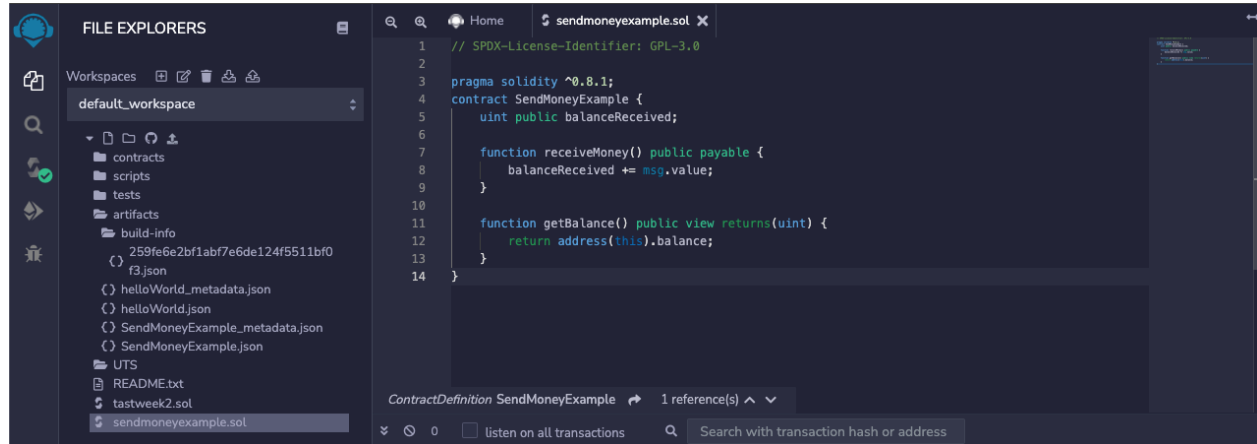 FILE EXPLORERS
Workspaces
default_workspace
contracts
scripts
tests
artifacts
build-info
259fe6e2bf1abf7e6de124f5511bf0
f3.json
helloWorld_metadata.json
helloWorld.json
SendMoneyExample_metadata.json
SendMoneyExample.json
UTS
README.txt
tastweek2.sol
sendmoneyexample.sol
Home
sendmoneyexample.sol
1 // SPDX-License-Identifier: GPL-3.0
2
3 pragma solidity ^0.8.1;
4 contract SendMoneyExample {
5 uint public balanceReceived;
6
7 function receiveMoney() public payable {
8 balanceReceived += msg.value;
9 }
10
11 function getBalance() public view returns(uint) {
12 return address(this).balance;
13 }
14 }
ContractDefinition SendMoneyExample 1 reference(s)
0 listen on all transactions Search with transaction hash or address